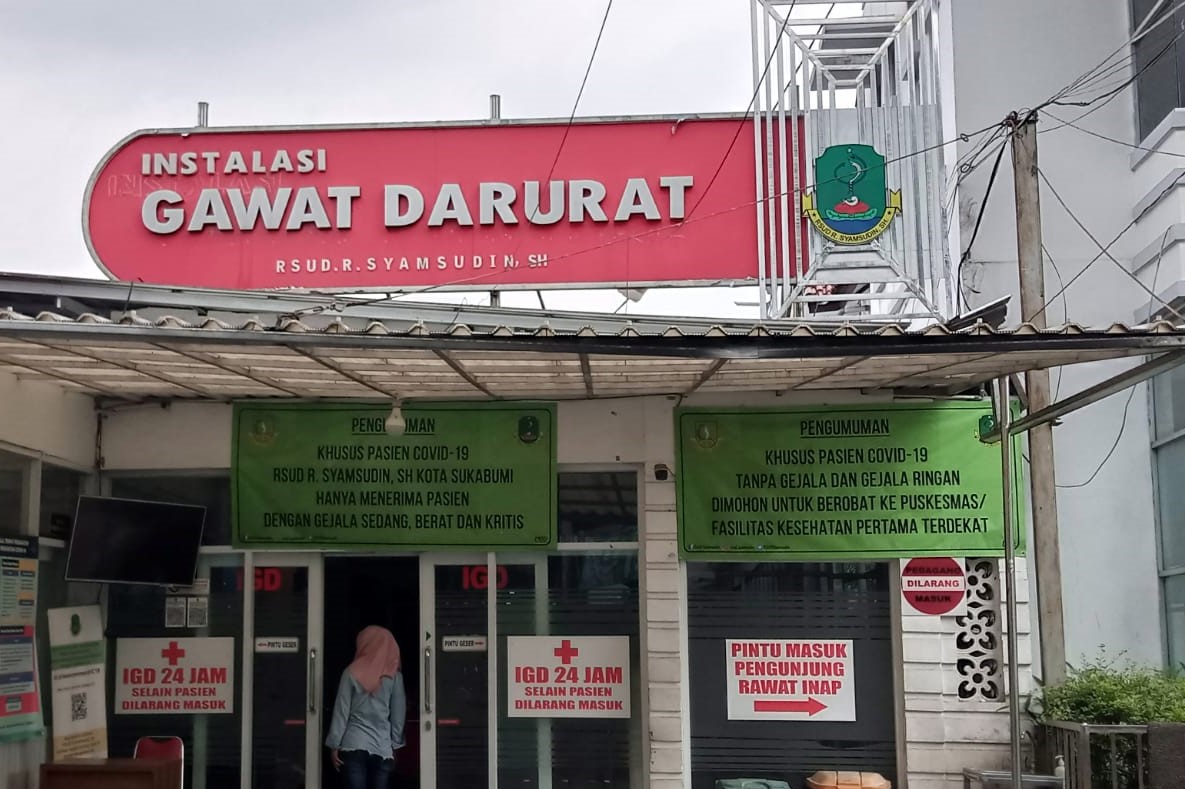 INSTALASI
GAWAT DARURAT
RSUD.R.SYAMSUDIN, SH
RSUD R. SYAMSUDIN, SH.
PENGUMUMAN
KHUSUS PASIEN COVID-19
RSUD R. SYAMSUDIN, SH KOTA SUKABUMI
HANYA MENERIMA PASIEN
DENGAN GEJALA SEDANG, BERAT DAN KRITIS
PENGUMUMAN
KHUSUS PASIEN COVID-19
TANPA GEJALA DAN GEJALA RINGAN
DIMOHON UNTUK BEROBAT KE PUSKESMAS/
FASILITAS KESEHATAN PERTAMA TERDEKAT
IGD
IGD
PINTU GESER
PINTU GESER
IGD 24 JAM
SELAIN PASIEN
DILARANG MASUK
IGD 24 JAM
SELAIN PASIEN
DILARANG MASUK
PEDAGANG
DILARANG
MASUK
PINTU MASUK
PENGUNJUNG
RAWAT INAP